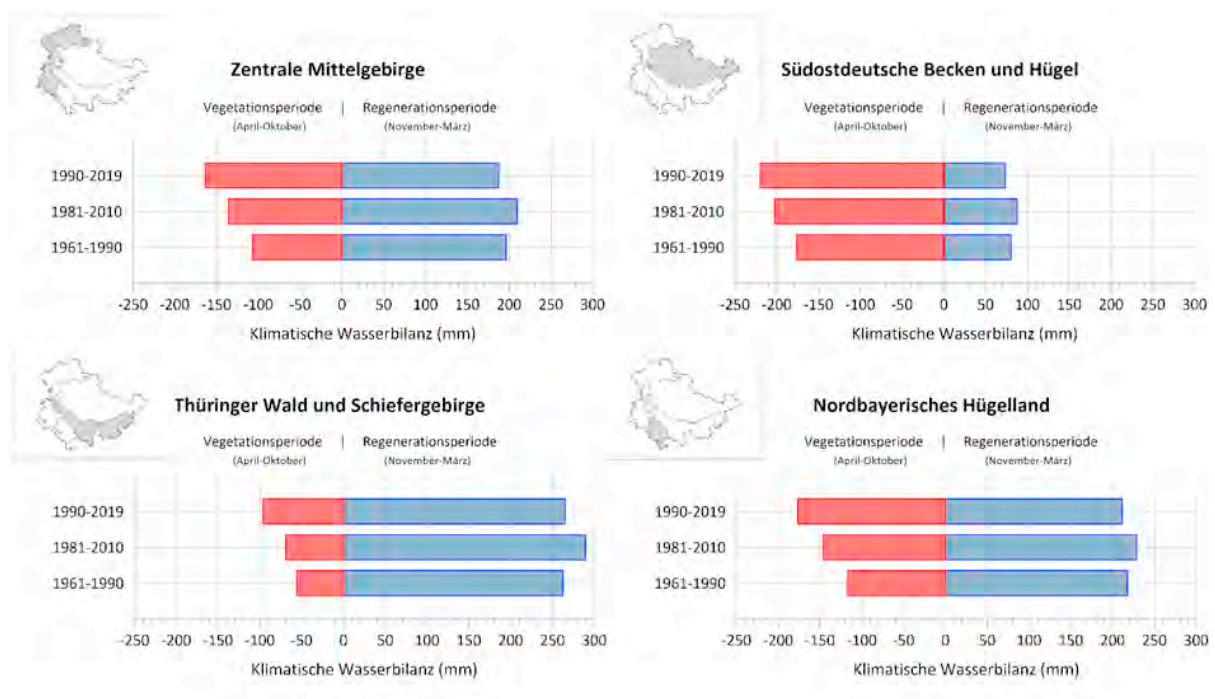 Zentrale Mittelgebirge
Vegetationsperiode | Regenerationsperiode
(April-Oktober) (November-März)
1990-2019
1981-2010
1961-1990
-250 -200 -150 -100 -50 0 50 100 150 200 250 300
Klimatische Wasserbilanz (mm)
Südostdeutsche Becken und Hügel
Vegetationsperiode | Regenerationsperiode
(April-Oktober) (November-März)
1990-2019
1981-2010
1961-1990
-250 -200 -150 -100 -50 0 50 100 150 200 250 300
Klimatische Wasserbilanz (mm)
Thüringer Wald und Schiefergebirge
Vegetationsperiode | Regenerationsperiode
(April-Oktober) (November-März)
1990-2019
1981-2010
1961-1990
-250 -200 -150 -100 -50 0 50 100 150 200 250 300
Klimatische Wasserbilanz (mm)
Nordbayerisches Hügelland
Vegetationsperiode | Regenerationsperiode
(April-Oktober) (November-März)
1990-2019
1981-2010
1961-1990
-250 -200 -150 -100 -50 0 50 100 150 200 250 300
Klimatische Wasserbilanz (mm)